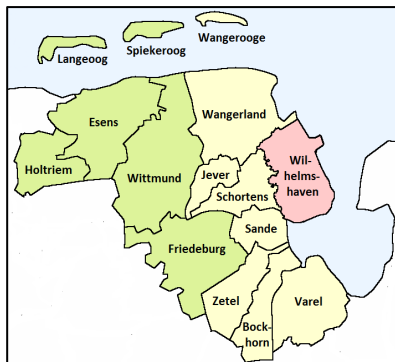 Wangerooge
Spiekeroog
Langeoog
Wangerland
Esens
Wil-
helms-
haven
Holtriem
Wittmund
Jever
Schortens
Sande
Friedeburg
Zetel
Varel
Bock-
horn